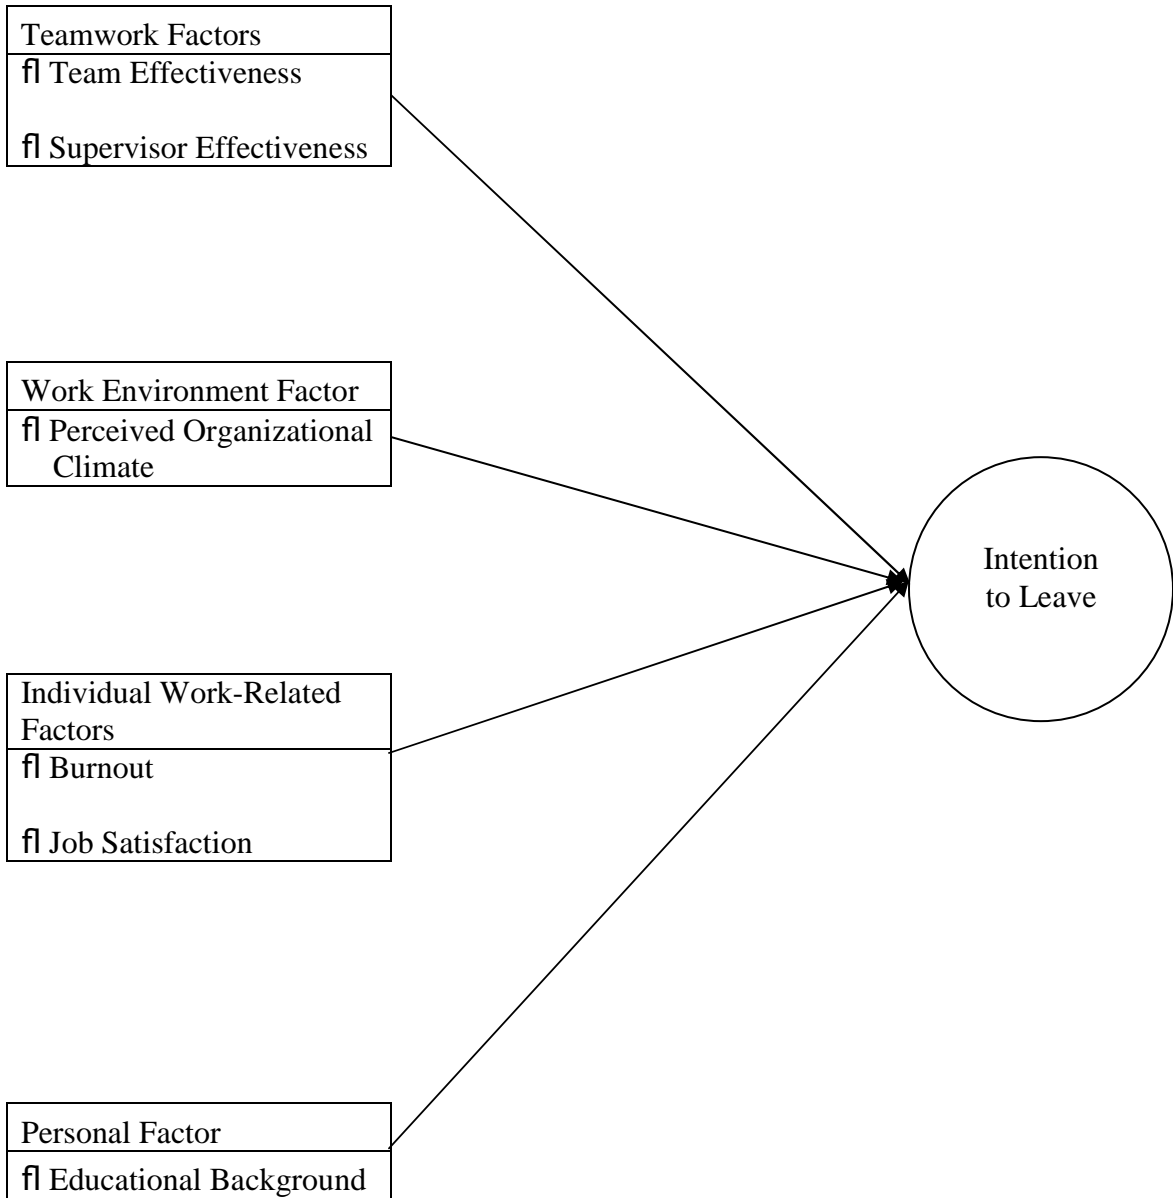 Teamwork Factors
ﬂ Team Effectiveness
ﬂ Supervisor Effectiveness
Work Environment Factor
ﬂ Perceived Organizational
Climate
Intention
to Leave
Individual Work-Related
Factors
ﬂ Burnout
ﬂ Job Satisfaction
Personal Factor
ﬂ Educational Background